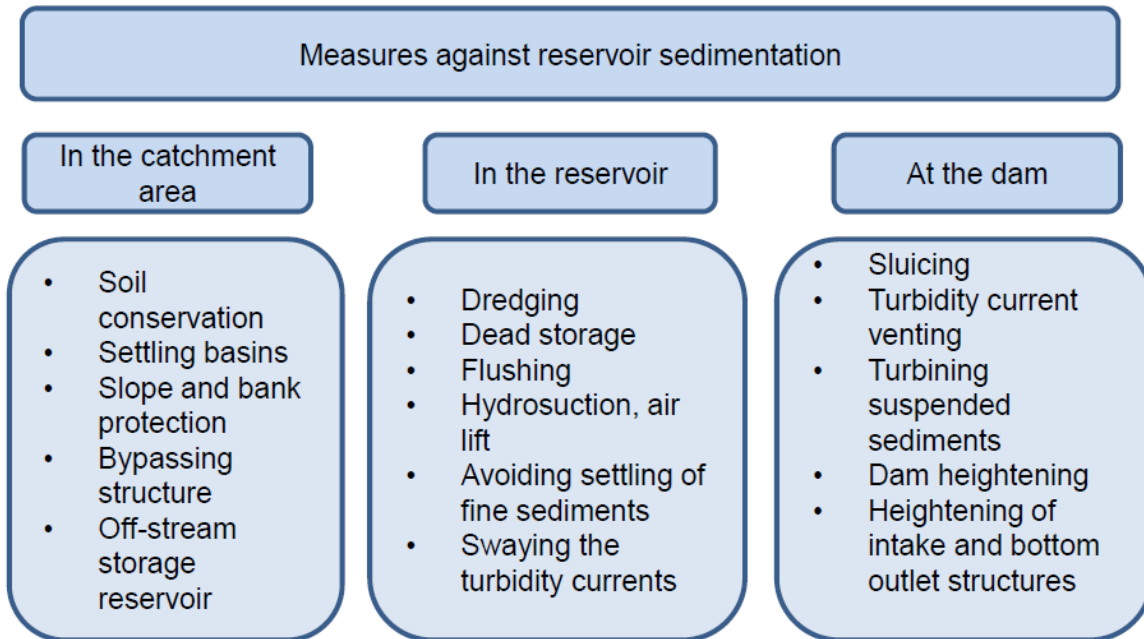 Measures against reservoir sedimentation
In the catchment
area
In the reservoir
At the dam
• Soil
conservation
• Settling basins
• Slope and bank
protection
• Bypassing
structure
• Off-stream
storage
reservoir
• Dredging
• Dead storage
• Flushing
• Hydrosuction, air
lift
• Avoiding settling of
fine sediments
• Swaying the
turbidity currents
• Sluicing
• Turbidity current
venting
• Turbining
suspended
sediments
• Dam heightening
• Heightening of
intake and bottom
outlet structures